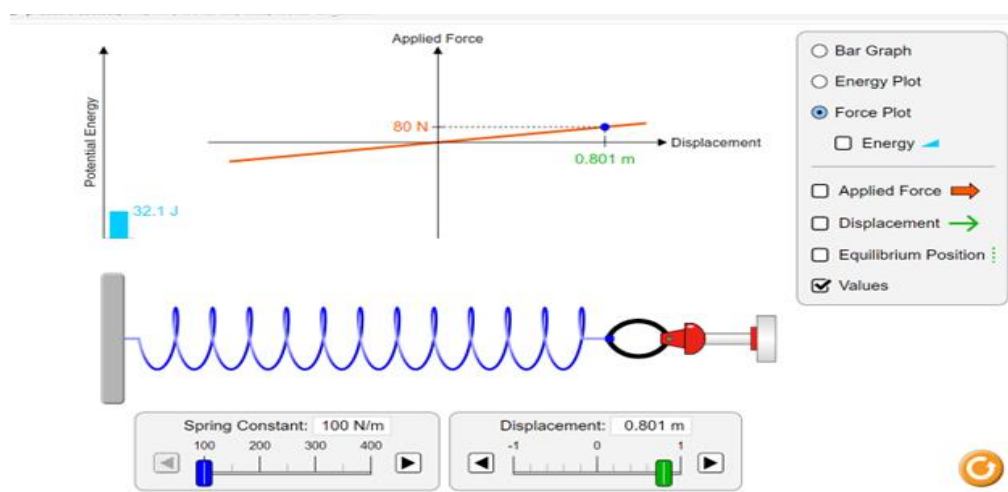 Applied Force
Potential Energy
80 N
Displacement
0.801 m
32.1 J
Bar Graph
Energy Plot
Force Plot
Energy
Applied Force
Displacement
Equilibrium Position
Values
Spring Constant: 100 N/m
100 200 300 400
Displacement: 0.801 m
-1 0 1